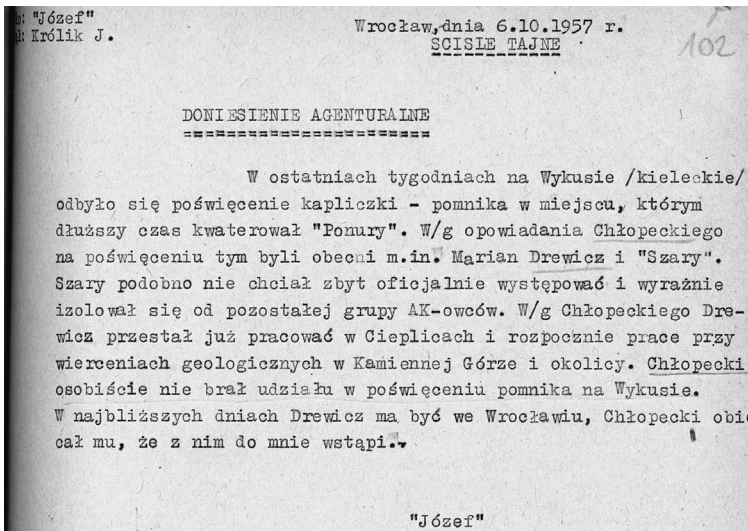 "Józef"
Królik J.
Wrocław, dnia 6.10.1957 r.
SCISLE TAJNE
102
DONIESIENIE AGENTURALNE
W ostatniach tygodniach na Wykusie /kieleckie/
odbyło się poświęcenie kapliczki - pomnika w miejscu, którym
dłuższy czas kwaterował "Ponury". W/g opowiadania Chłopeckiego
na poświęceniu tym byli obecni m.in. Marian Drewicz i "Szary".
Szary podobno nie chciał zbyt oficjalnie występować i wyraźnie
izolował się od pozostałej grupy AK-owców. W/g Chłopeckiego Dre-
wicz przestał już pracować w Cieplicach i rozpocznie prace przy
wierceniach geologicznych w Kamiennej Górze i okolicy. Chłopecki
osobiście nie brał udziału w poświęceniu pomnika na Wykusie.
W najbliższych dniach Drewicz ma być we Wrocławiu, Chłopecki obie
cał mu, że z nim do mnie wstąpi.
"Józef"